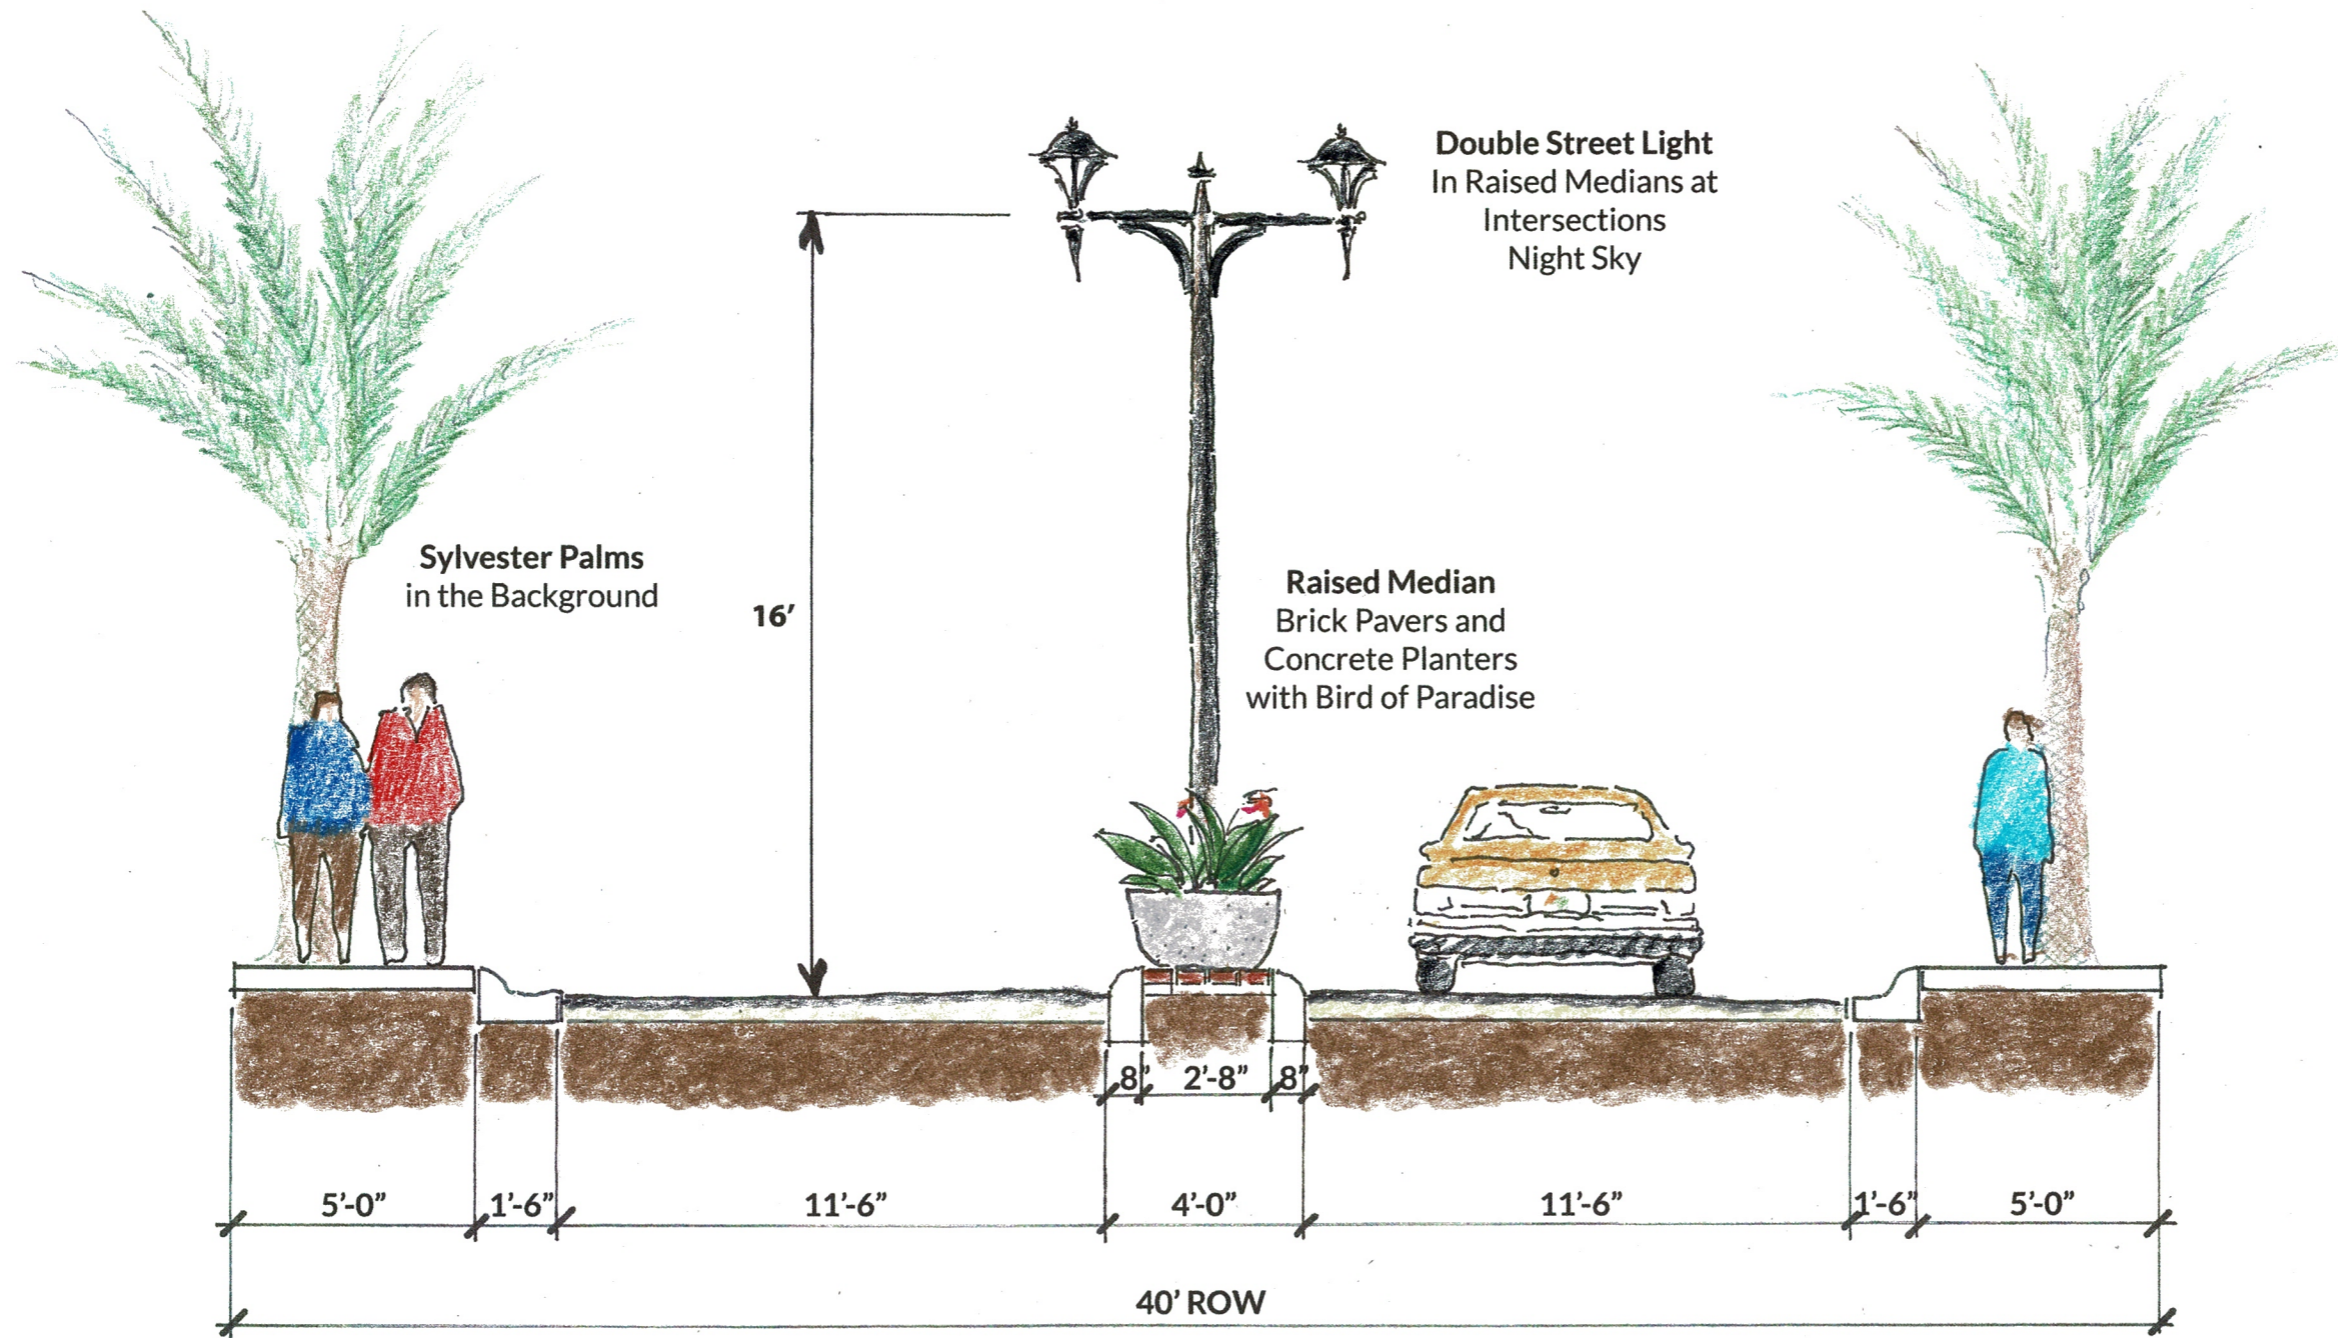 Double Street Light
In Raised Medians at
Intersections
Night Sky
Sylvester Palms
in the Background
16’
Raised Median
Brick Pavers and
Concrete Planters
with Bird of Paradise
8” 2’-8” 8”
5’-0” 1’-6” 11’-6” 4’-0” 11’-6” 1’-6” 5’-0”
40’ ROW